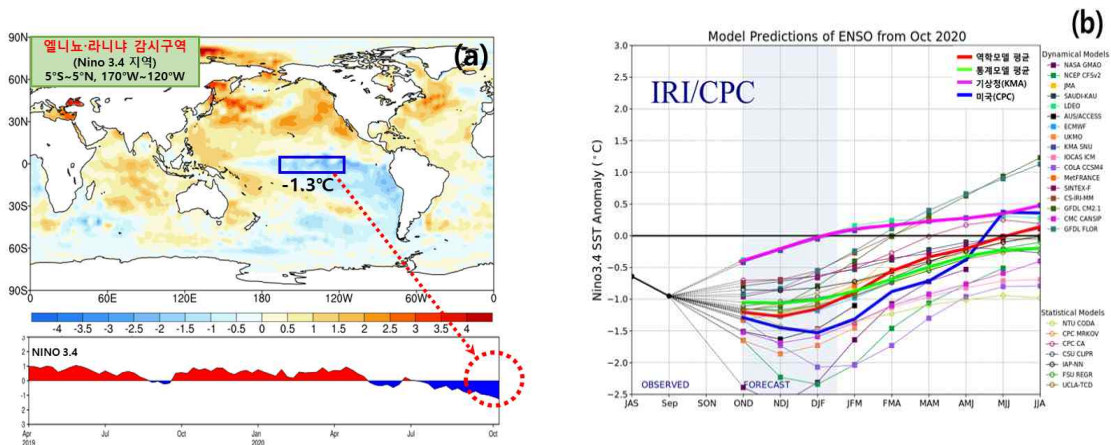 (a)
엘니뇨·라니냐 감시구역
(Nino 3.4 지역)
5°S~5°N, 170°W~120°W
90N
60N
30N
0
30S
60S
90S
-1.3℃
0 60E 120E 180 120W 60W 0
-4 -3.5 -3 -2.5 -2 -1.5 -1 -0.5 0 0.5 1 1.5 2 2.5 3 3.5 4
NINO 3.4
3
2
1
0
1
2
3
Apr Jul Oct Jan Apr Jul Oct
2019 2020
(b)
Model Predictions of ENSO from Oct 2020
IRI/CPC
역학모델 평균
통계모델 평균
기상청(KMA)
미국(CPC)
Nino3.4 SST Anomaly (°C)
3.0
2.5
2.0
1.5
1.0
0.5
0.0
−0.5
−1.0
−1.5
−2.0
−2.5
OBSERVED FORECAST
JAS Sep SON OND NDJ DJF JFM FMA MAM AMJ MJJ JJA
Dynamical Models
NASA GMAO
NCEP CFSv2
JMA
SAUDI-KAU
LDEO
AUS/ACCESS
ECMWF
UKMO
KMA SNU
IOCAS ICM
COLA CCSM4
MetFRANCE
SINTEX-F
CS-IRI-MM
GFDL CM2.1
CMC CANSIP
GFDL FLOR
Statistical Models
NTU CODA
CPC MRKOV
CPC CA
CSU CLIPR
IAP-NN
FSU REGR
UCLA-TCD